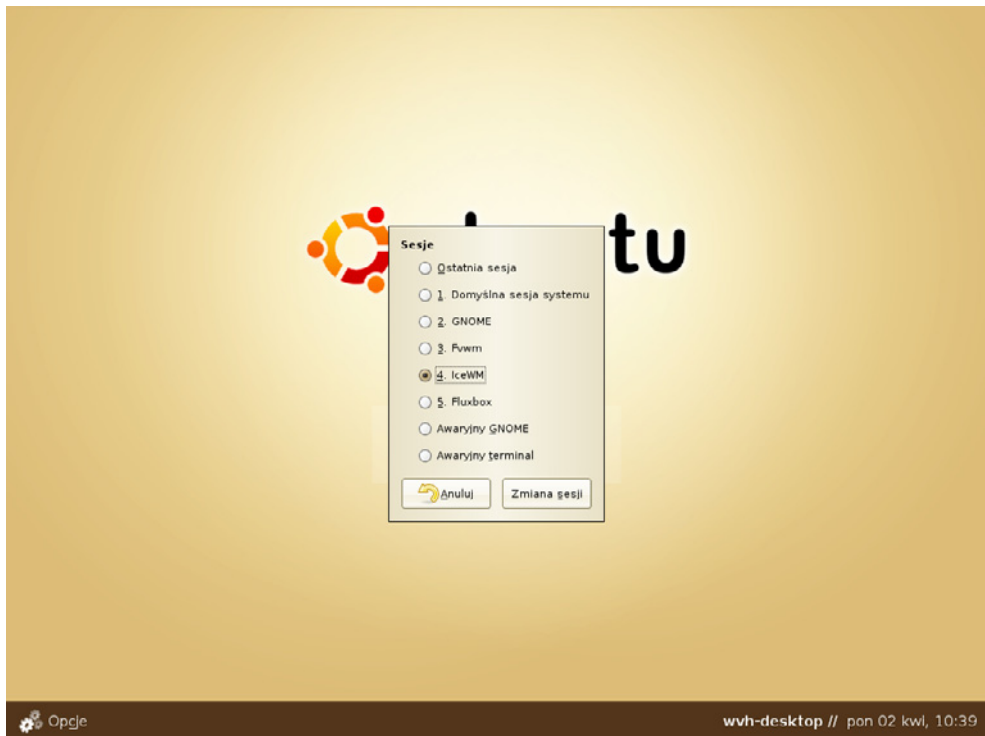 tu
Sesje
Ostatnia sesja
1. Domyślna sesja systemu
2. GNOME
3. Fvwm
4. IceWM
5. Fluxbox
Awaryjny GNOME
Awaryjny terminal
Anuluj
Zmiana sesji
Opcje
wvh-desktop // pon 02 kwi, 10:39